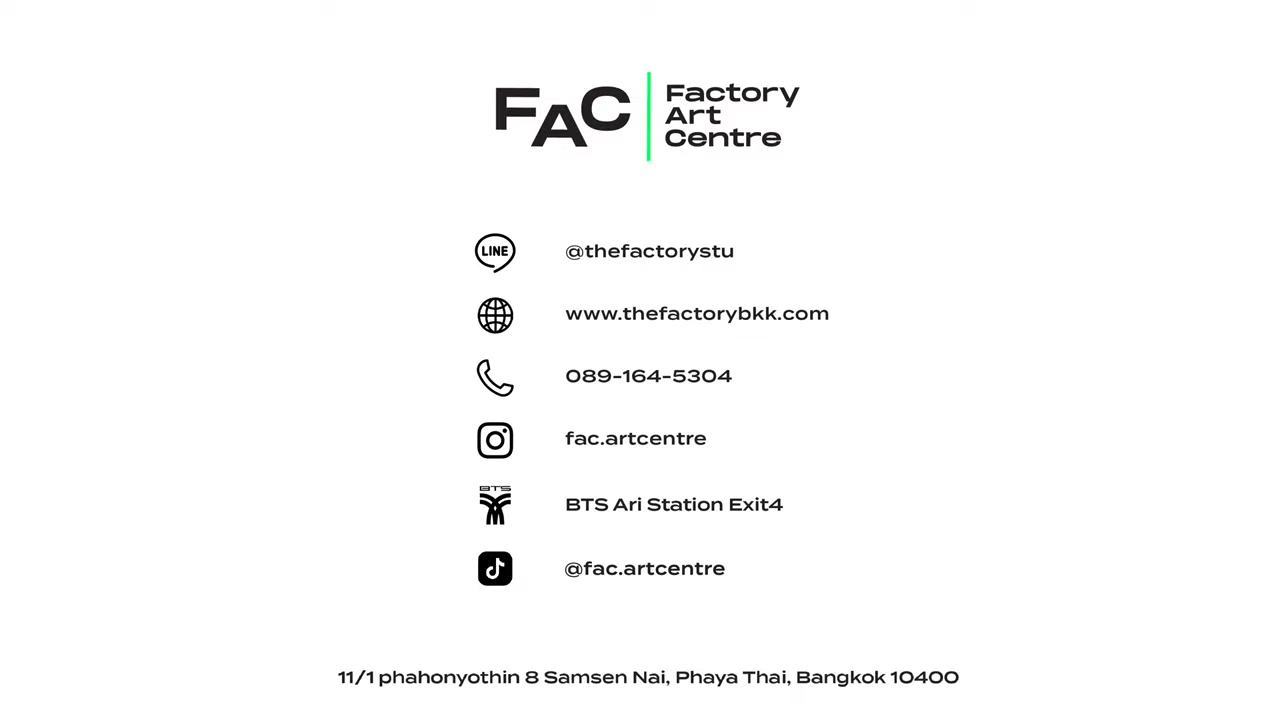 FAC
Factory
Art
Centre
LINE
@thefactorystu
www.thefactorybkk.com
089-164-5304
fac.artcentre
BTS
BTS Ari Station Exit4
@fac.artcentre
11/1 phahonyothin 8 Samsen Nai, Phaya Thai, Bangkok 10400